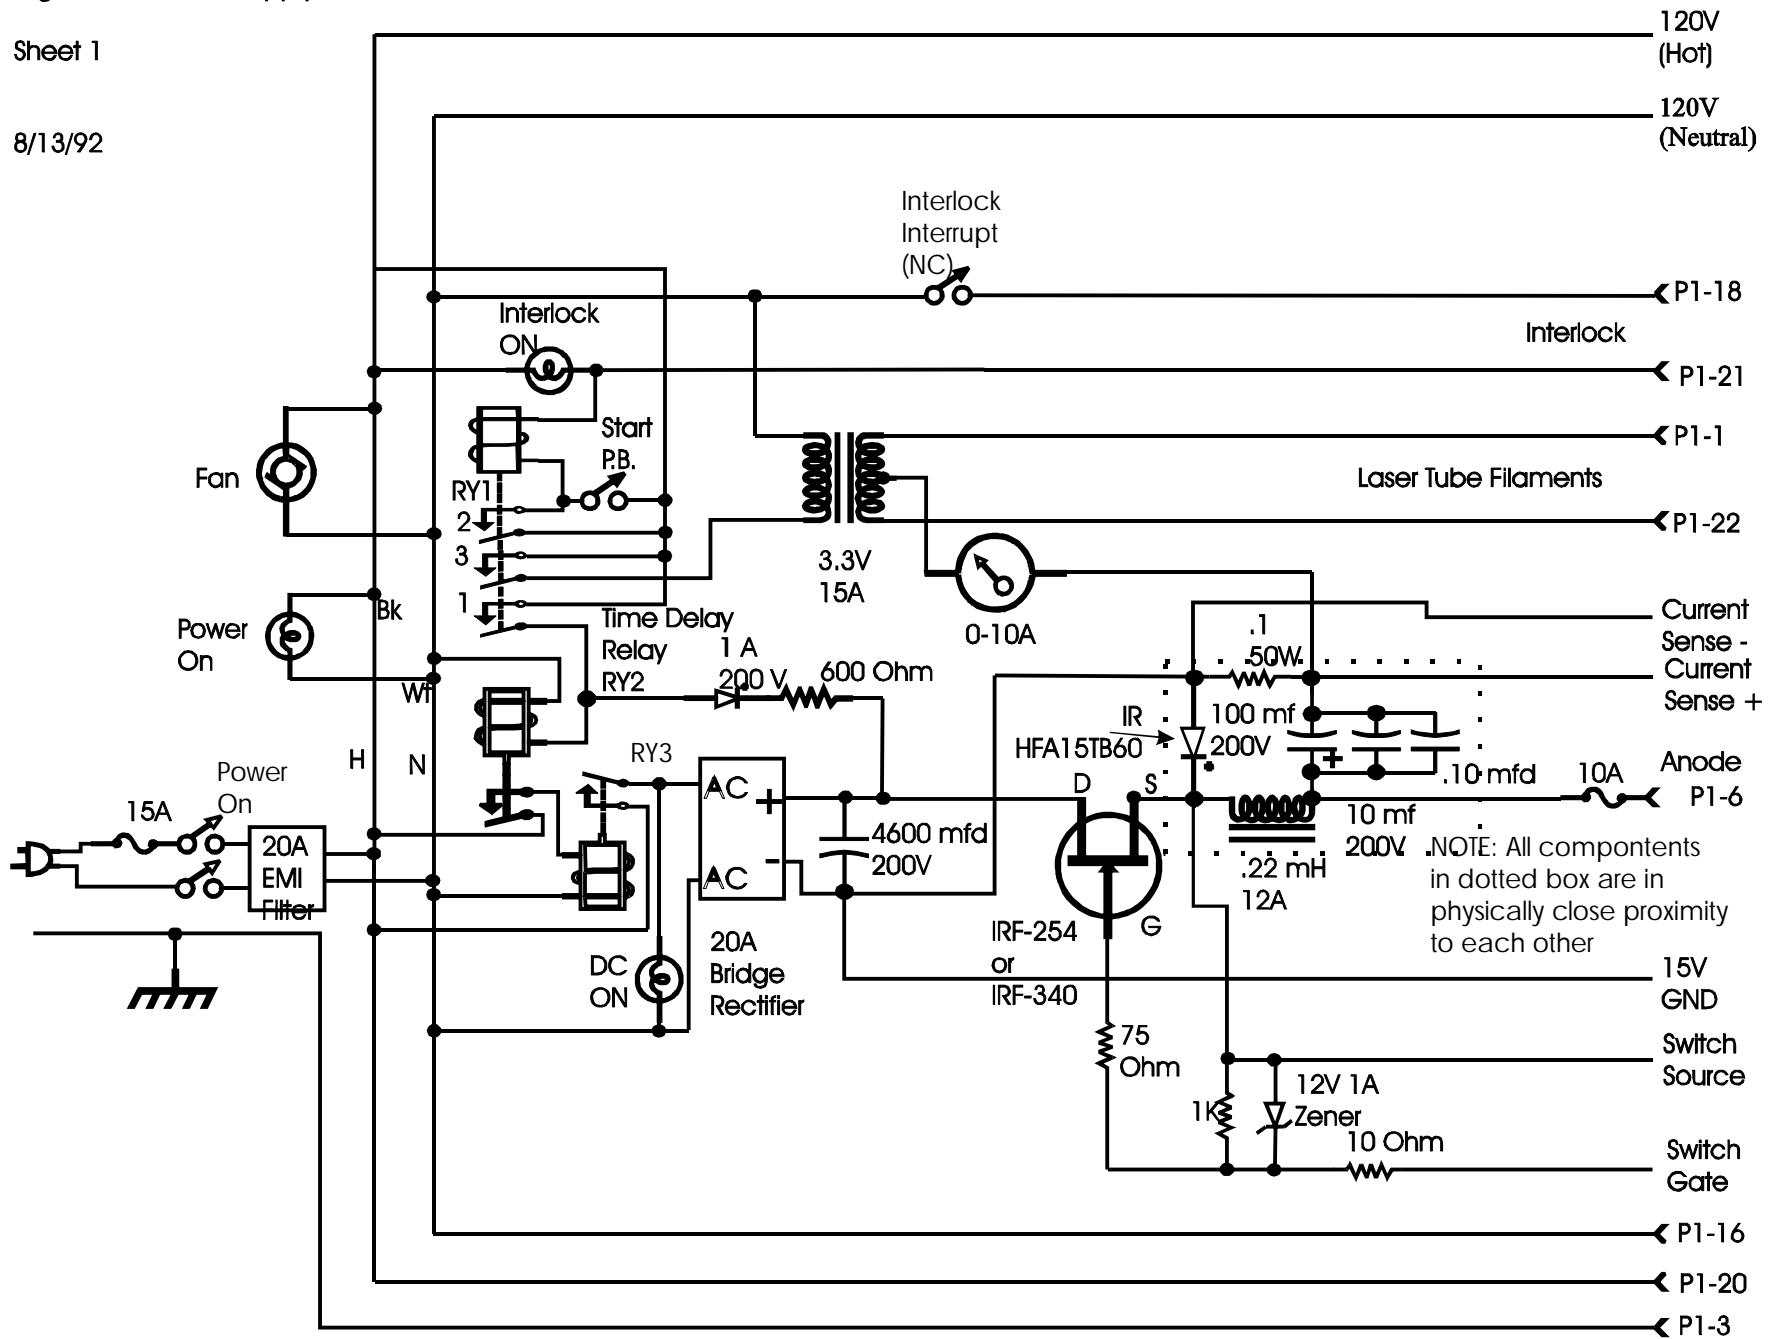 Sheet 1
8/13/92
120V
(Hot)
120V
(Neutral)
Interlock
Interrupt
(NC)
P1-18
Interlock
ON
Interlock
P1-21
Start
P.B.
P1-1
Fan
RY1
2
3
1
Laser Tube Filaments
P1-22
3.3V
15A
0-10A
Bk
Power
On
Time Delay
Relay
RY2
1 A
200 V
600 Ohm
.1
50W
Current
Sense -
Current
Sense +
Wt
IR
HFA15TB60
100 mf
200V
H
N
RY3
D
S
.10 mfd
10A
Anode
P1-6
Power
On
15A
20A
EMI
Filter
AC
+
-
AC
4600 mfd
200V
10 mf
200V
.22 mH
12A
NOTE: All compontents
in dotted box are in
physically close proximity
to each other
G
IRF-254
or
IRF-340
DC
ON
20A
Bridge
Rectifier
15V
GND
75
Ohm
Switch
Source
1K
12V 1A
Zener
10 Ohm
Switch
Gate
P1-16
P1-20
P1-3